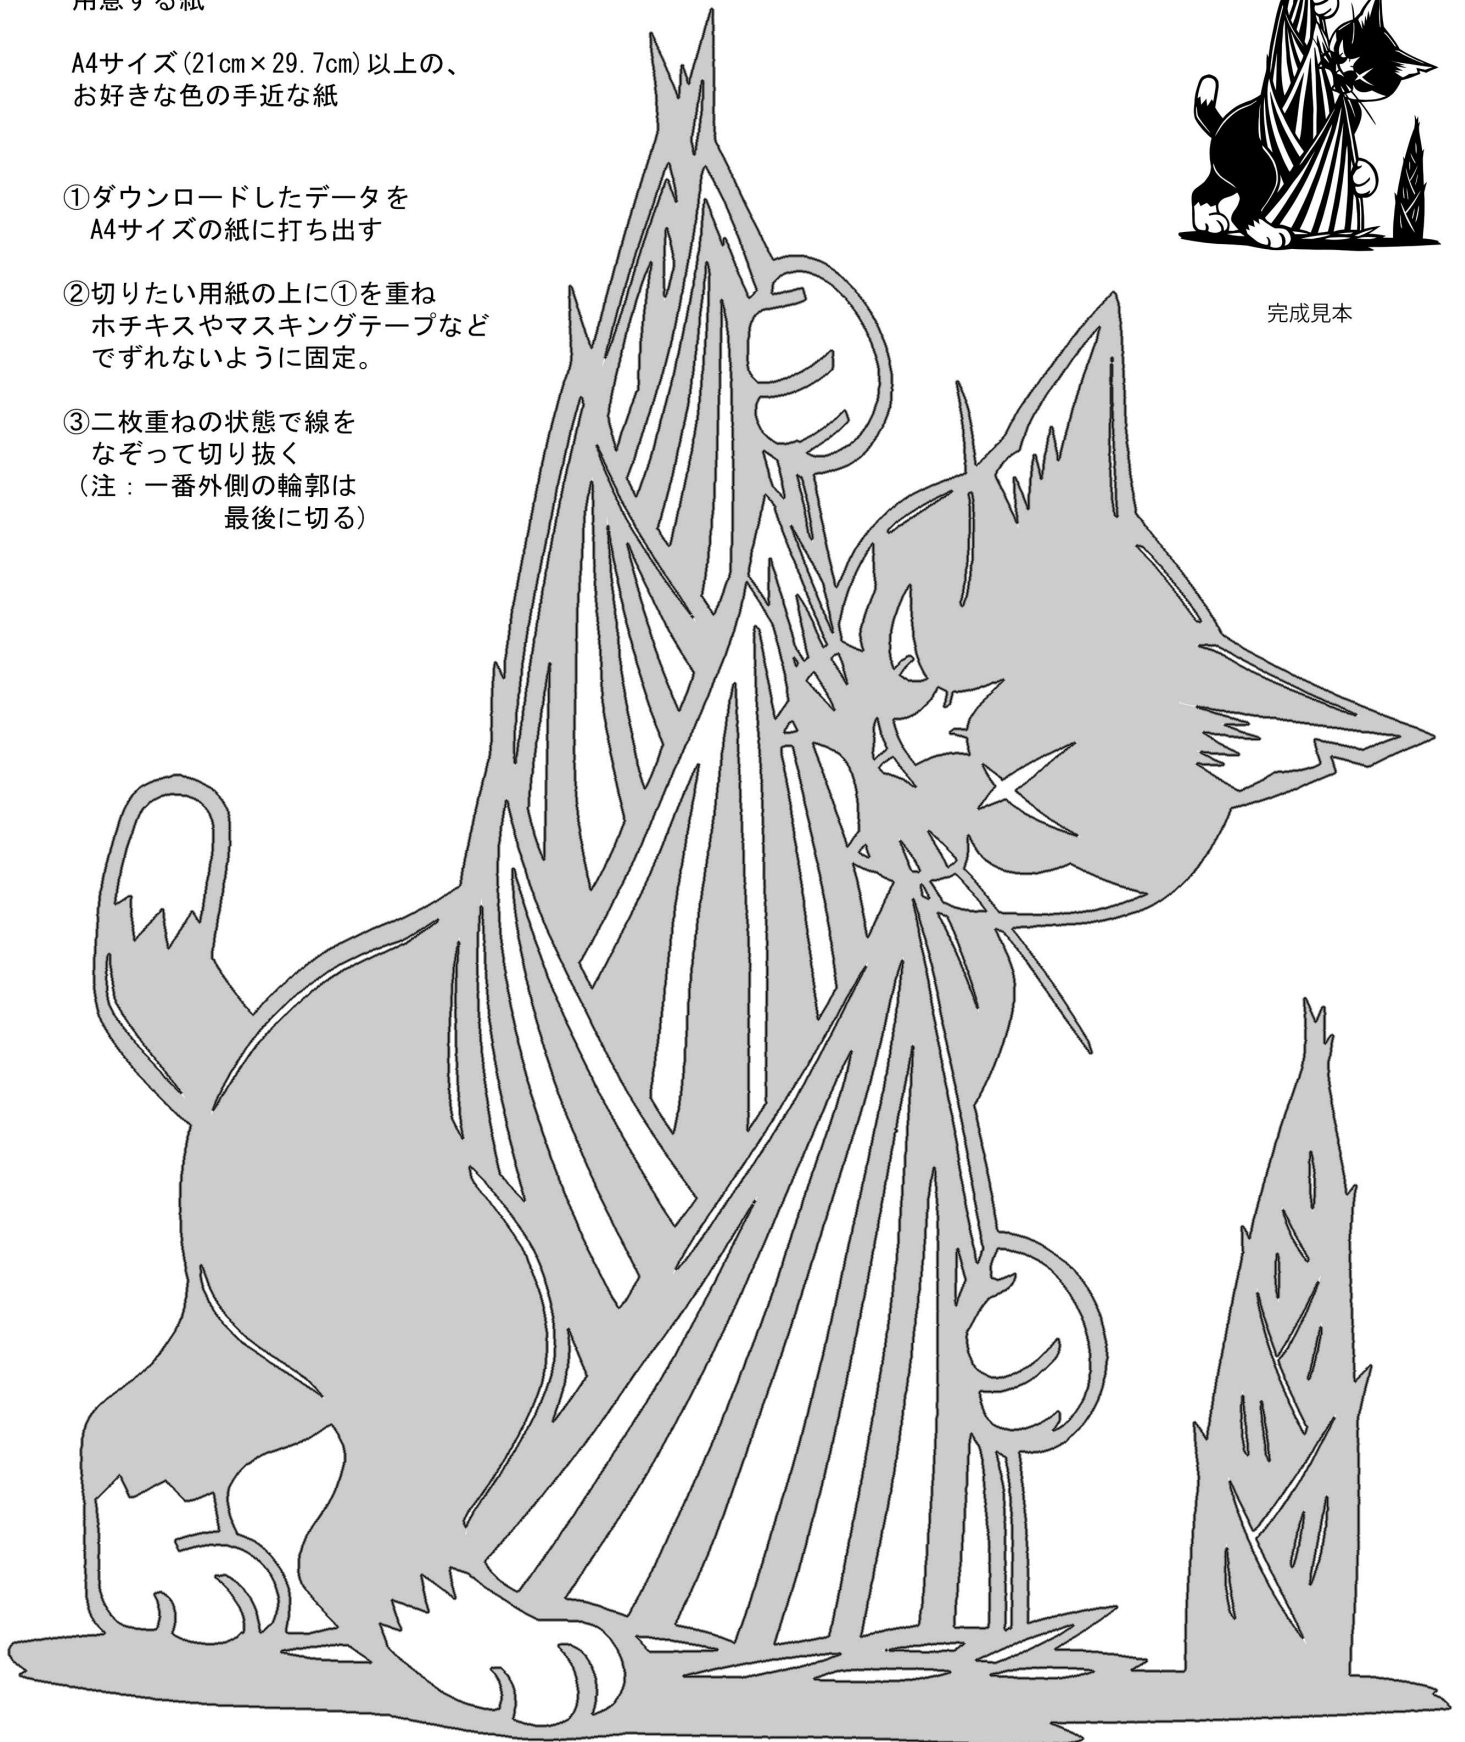 用意する紙
A4サイズ(21cm×29.7cm)以上の、
お好きな色の手近な紙
①ダウンロードしたデータを
A4サイズの紙に打ち出す
②切りたい用紙の上に①を重ね
ホチキスやマスキングテープなど
でずれないように固定。
③二枚重ねの状態で線を
なぞって切り抜く
(注：一番外側の輪郭は
最後に切る)
完成見本